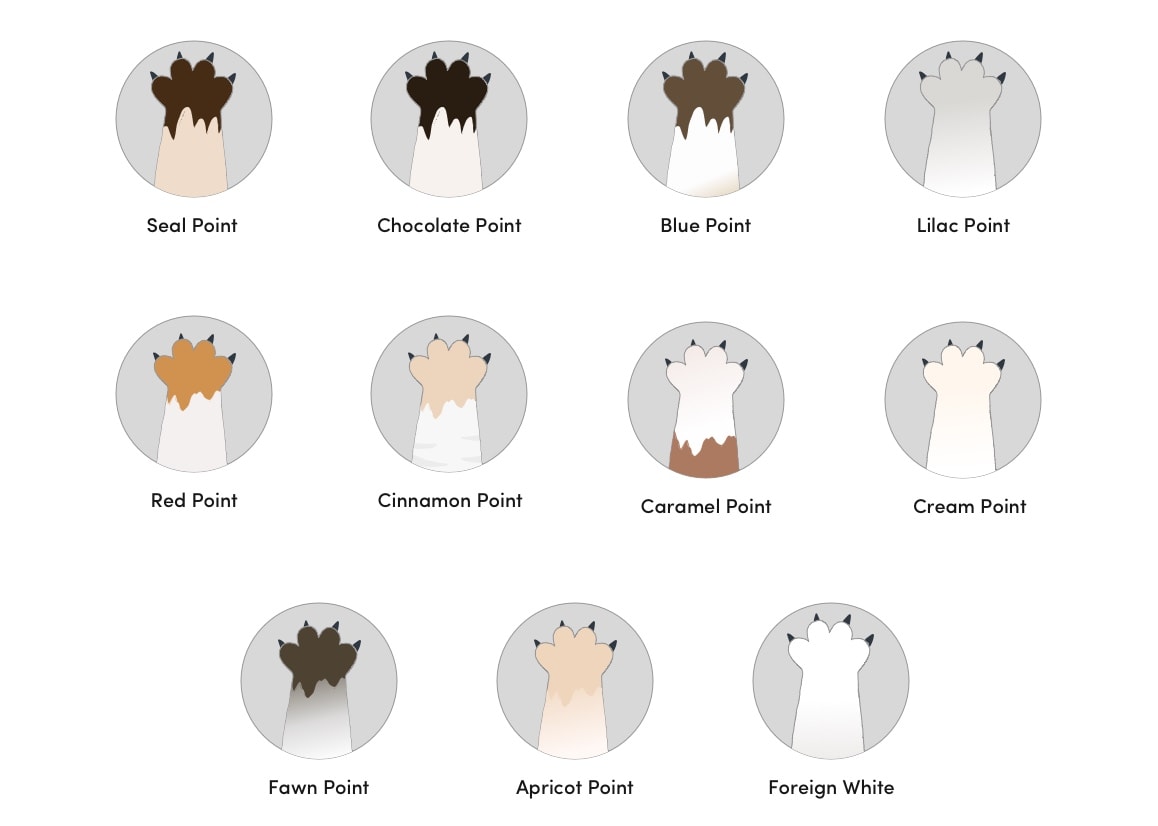 Seal Point
Chocolate Point
Blue Point
Lilac Point
Red Point
Cinnamon Point
Caramel Point
Cream Point
Fawn Point
Apricot Point
Foreign White